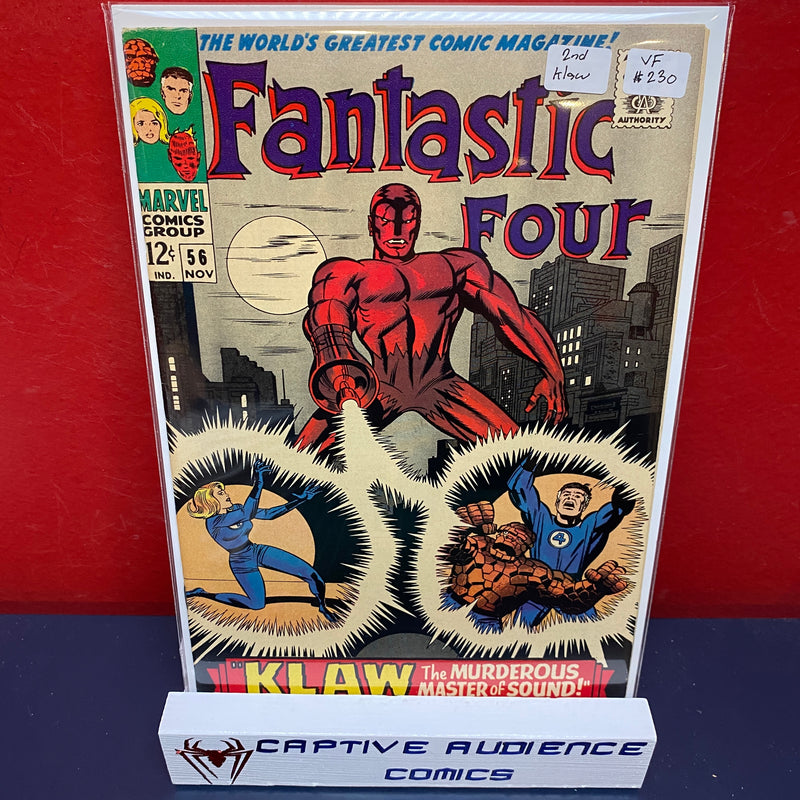 THE WORLD'S GREATEST COMIC MAGAZINE!
2nd
Klaw
VF
#230
Fantastic
Four
CA
AUTHORITY
MARVEL
COMICS
GROUP
12¢
IND.
56
NOV
4
"KLAW
The MURDEROUS
MASTER of SOUND!"
CAPTIVE AUDIENCE
COMICS